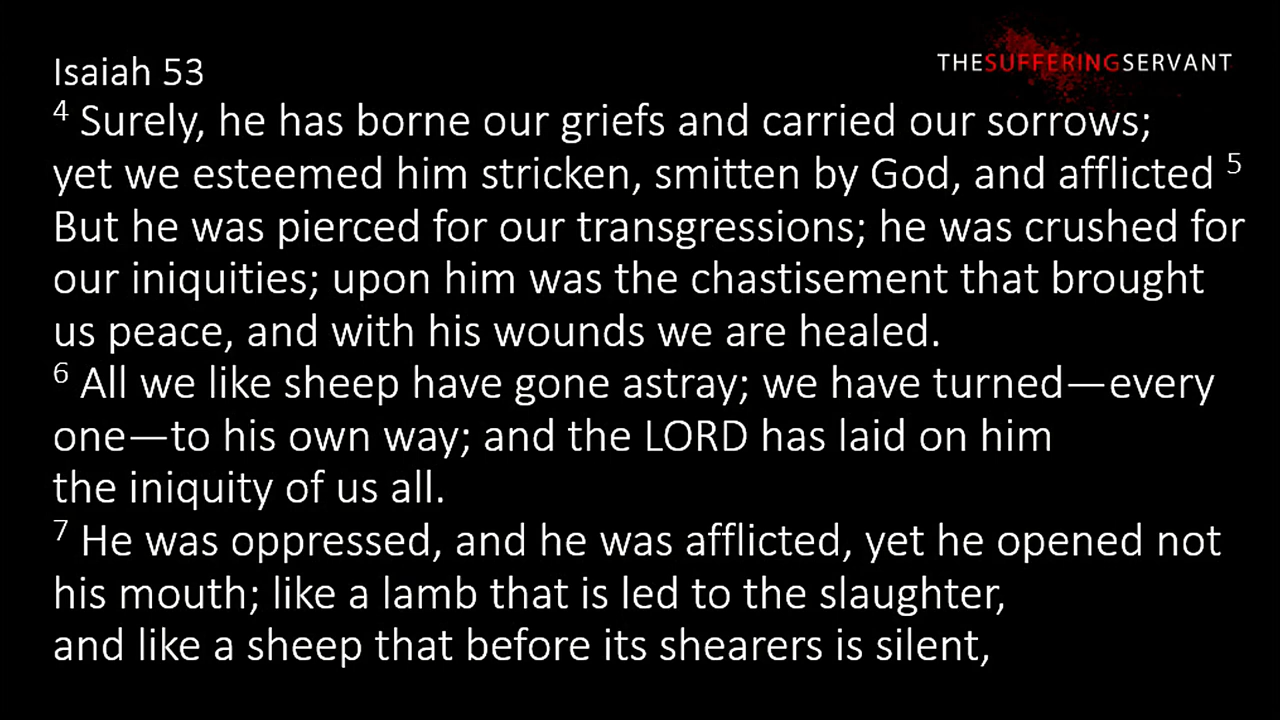 THESUFFERINGSERVANT
Isaiah 53
⁴ Surely, he has borne our griefs and carried our sorrows;
yet we esteemed him stricken, smitten by God, and afflicted ⁵
But he was pierced for our transgressions; he was crushed for
our iniquities; upon him was the chastisement that brought
us peace, and with his wounds we are healed.
⁶ All we like sheep have gone astray; we have turned—every
one—to his own way; and the LORD has laid on him
the iniquity of us all.
⁷ He was oppressed, and he was afflicted, yet he opened not
his mouth; like a lamb that is led to the slaughter,
and like a sheep that before its shearers is silent,